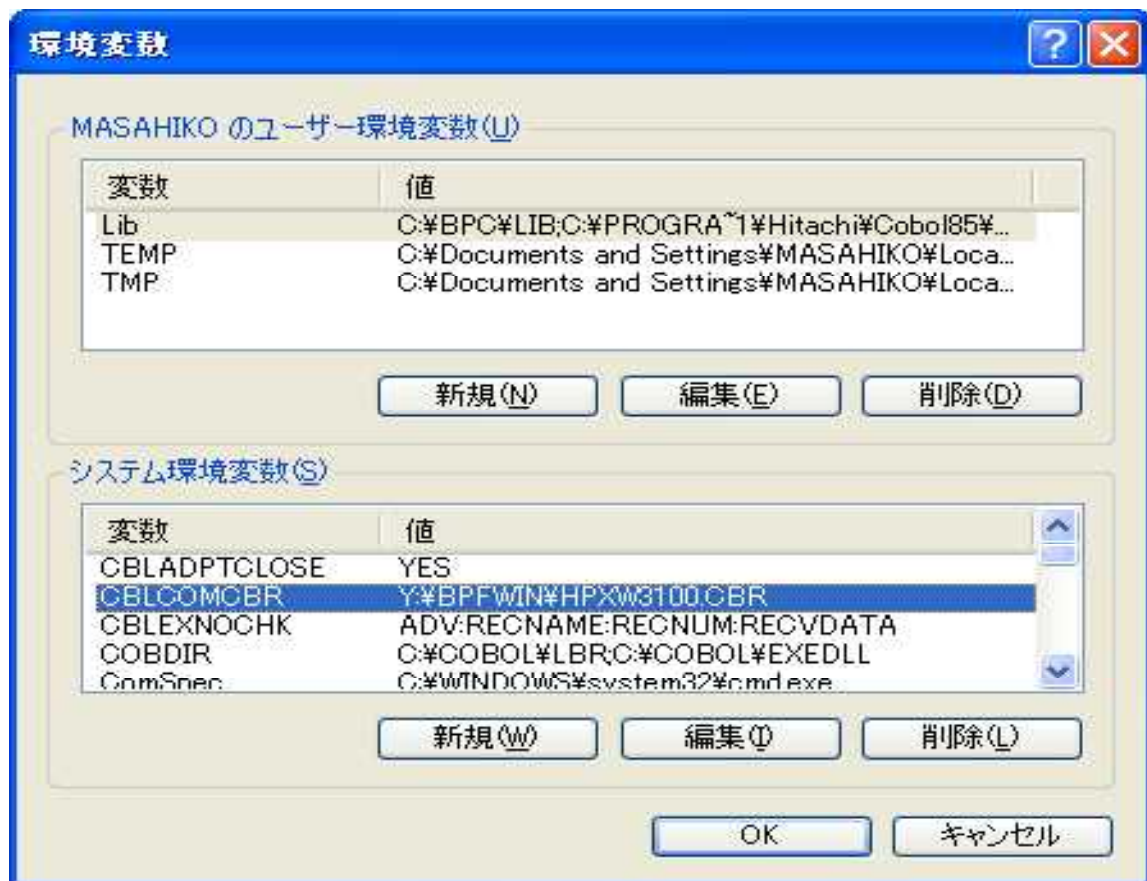 環境変数
MASAHIKO のユーザー環境変数(U)
変数 値
Lib C:¥BPC¥LIB;C:¥PROGRA~1¥Hitachi¥Cobol85¥...
TEMP C:¥Documents and Settings¥MASAHIKO¥Loca...
TMP C:¥Documents and Settings¥MASAHIKO¥Loca...
新規(N) 編集(E) 削除(D)
システム環境変数(S)
変数 値
CBLADPTCLOSE YES
CBLCOMCBR Y:¥BPFWIN¥HPXW3100.CBR
CBLEXNOCHK ADV:RECNAME:RECNUM:RECVDATA
COBDIR C:¥COBOL¥LBR;C:¥COBOL¥EXEDLL
ComSpec C:¥WINDOWS¥system32¥cmd.exe
新規(W) 編集(I) 削除(L)
OK キャンセル